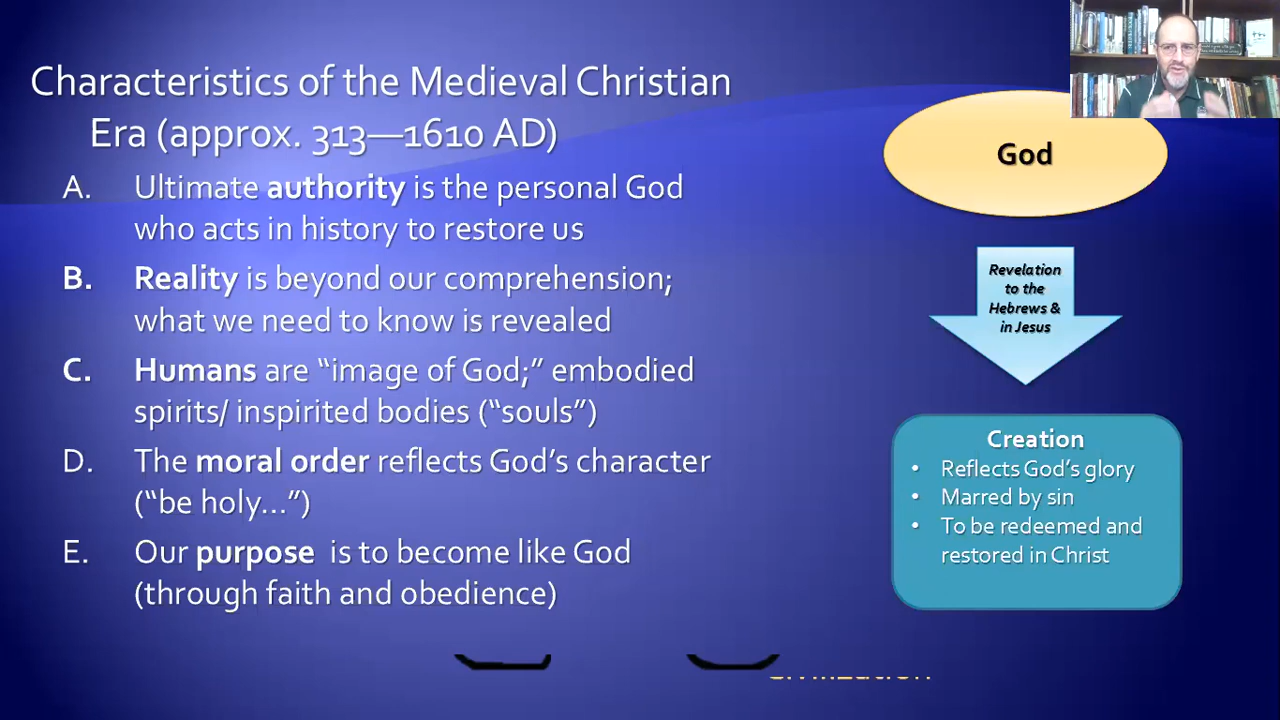 Characteristics of the Medieval Christian
Era (approx. 313—1610 AD)
A. Ultimate authority is the personal God
who acts in history to restore us
B. Reality is beyond our comprehension;
what we need to know is revealed
C. Humans are “image of God;” embodied
spirits/ inspirited bodies (“souls”)
D. The moral order reflects God’s character
(“be holy…”)
E. Our purpose is to become like God
(through faith and obedience)
God
Revelation
to the
Hebrews &
in Jesus
Creation
• Reflects God’s glory
• Marred by sin
• To be redeemed and
restored in Christ